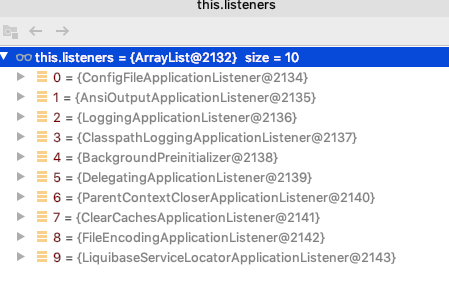 this.listeners
this.listeners = {ArrayList@2132} size = 10
0 = {ConfigFileApplicationListener@2134}
1 = {AnsiOutputApplicationListener@2135}
2 = {LoggingApplicationListener@2136}
3 = {ClasspathLoggingApplicationListener@2137}
4 = {BackgroundPreinitializer@2138}
5 = {DelegatingApplicationListener@2139}
6 = {ParentContextCloserApplicationListener@2140}
7 = {ClearCachesApplicationListener@2141}
8 = {FileEncodingApplicationListener@2142}
9 = {LiquibaseServiceLocatorApplicationListener@2143}